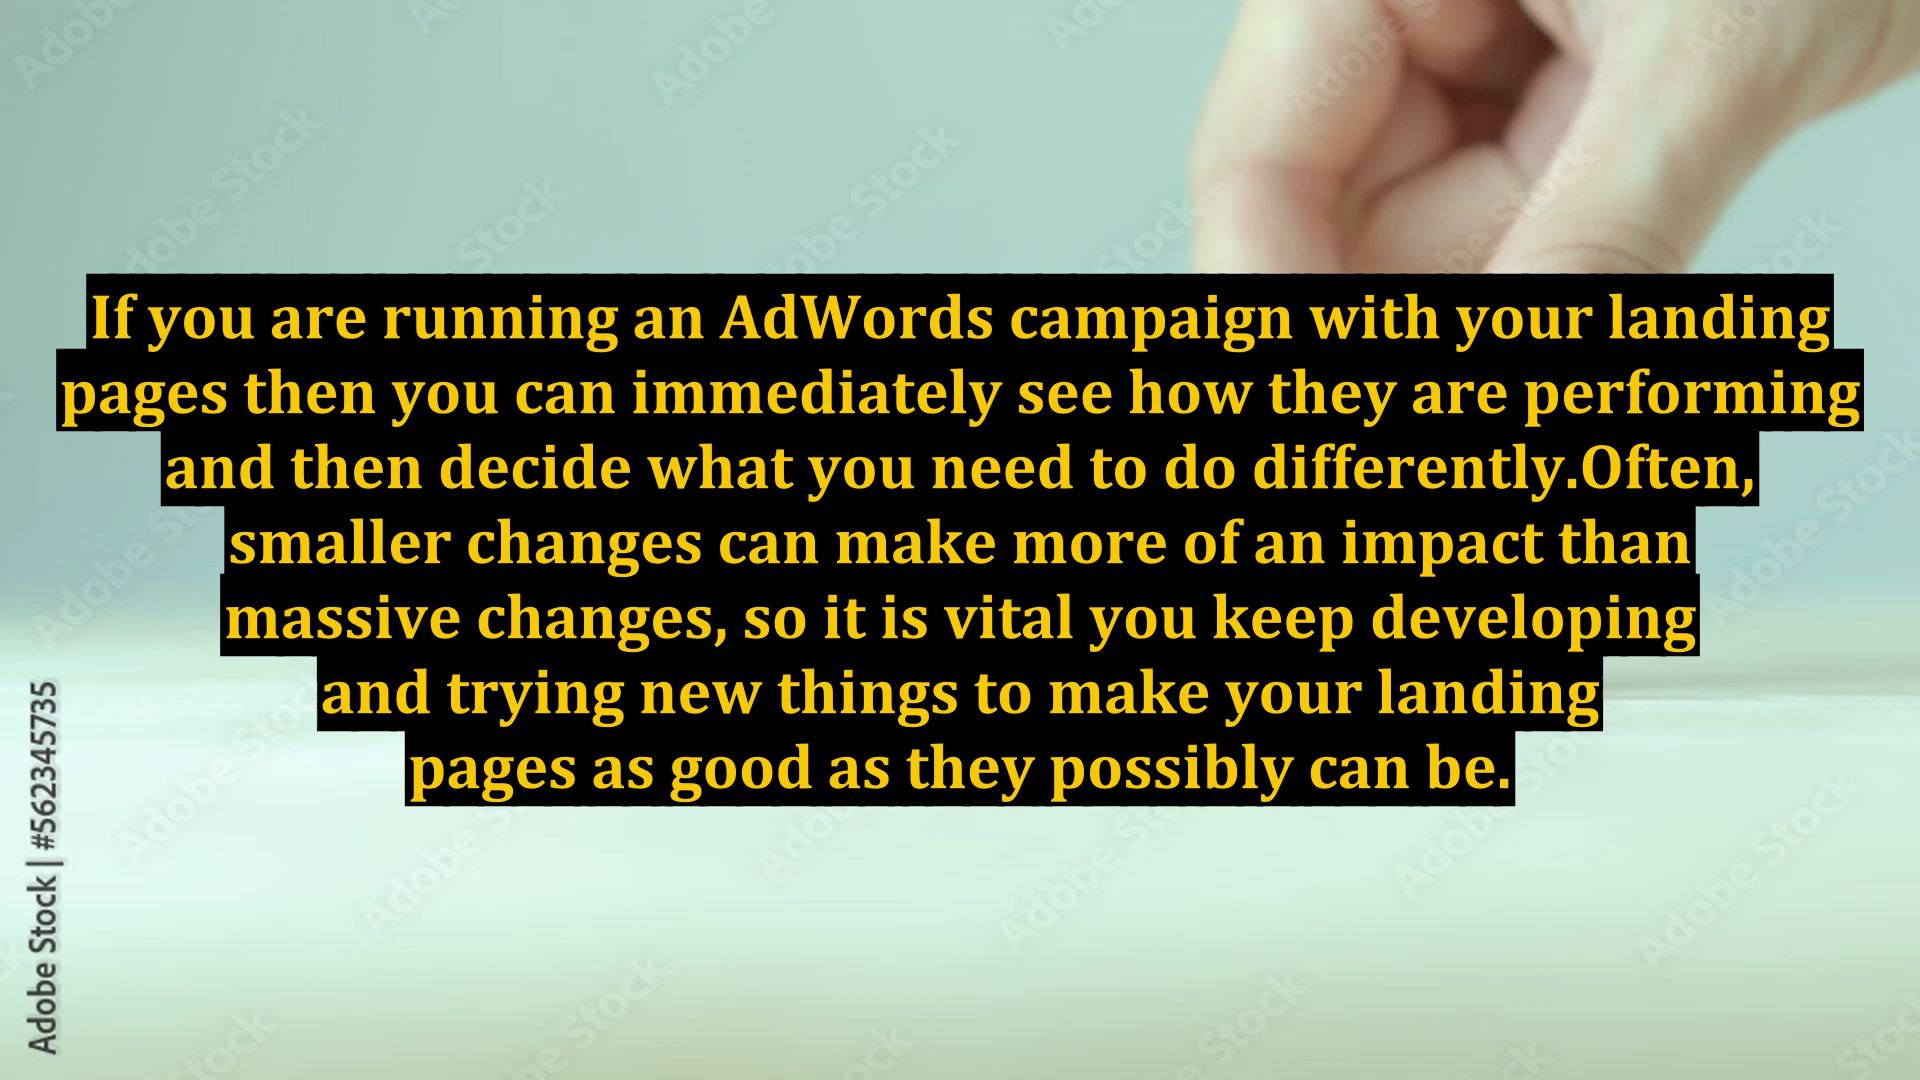 If you are running an AdWords campaign with your landing
pages then you can immediately see how they are performing
and then decide what you need to do differently.Often,
smaller changes can make more of an impact than
massive changes, so it is vital you keep developing
and trying new things to make your landing
pages as good as they possibly can be.
Adobe Stock | #562345735